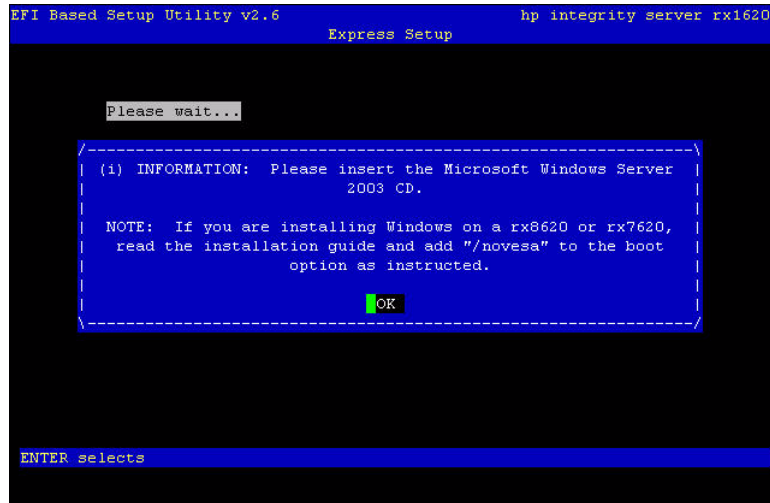 EFI Based Setup Utility v2.6 hp integrity server rx1620
Express Setup
Please wait...
/----------------------------------------------------------------\
| (i) INFORMATION: Please insert the Microsoft Windows Server |
| 2003 CD. |
| |
| NOTE: If you are installing Windows on a rx8620 or rx7620, |
| read the installation guide and add "/novesa" to the boot |
| option as instructed. |
| |
| OK |
\----------------------------------------------------------------/
ENTER selects